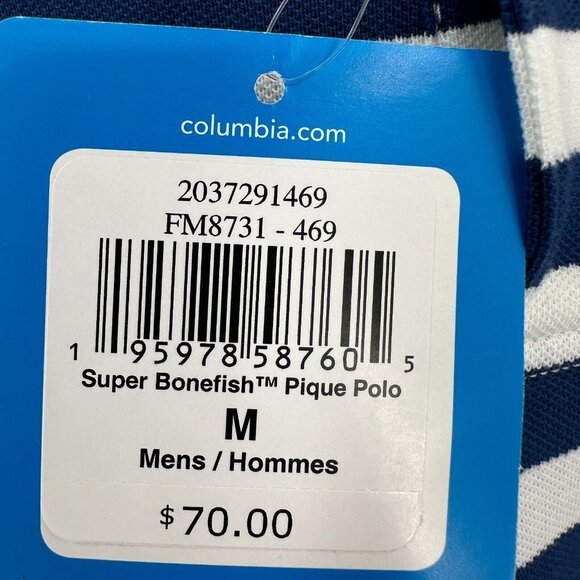 columbia.com
2037291469
FM8731 - 469
1 95978 58760 5
Super Bonefish™ Pique Polo
M
Mens / Hommes
$70.00